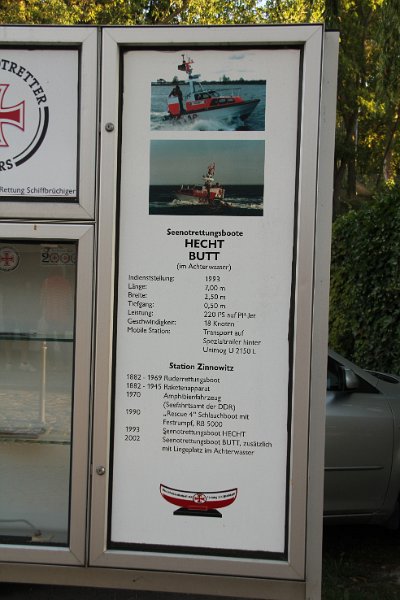 NOTRETTER
ERS
Rettung Schiffbrüchiger
Seenotrettungsboote
HECHT
BUTT
(im Achterwasser)
Indienststellung: 1993
Länge: 7,00 m
Breite: 2,50 m
Tiefgang: 0,50 m
Leistung: 220 PS auf
Geschwindigkeit: 18 Knoten
Mobile Station: Transport auf
Spezialtrailer hinter
Unimog U 2150 L
Station Zinnowitz
1882 - 1969 Ruderrettungsboot
1882 - 1945 Raketenapparat
1970 Amphibienfahrzeug
(Seefahrtsamt der DDR)
1990 „Rescue 4" Schlauchboot mit
Festrumpf, RB 5000
1993 Seenotrettungsboot HECHT
2002 Seenotrettungsboot BUTT, zusätzlich
mit Liegeplatz im Achterwasser